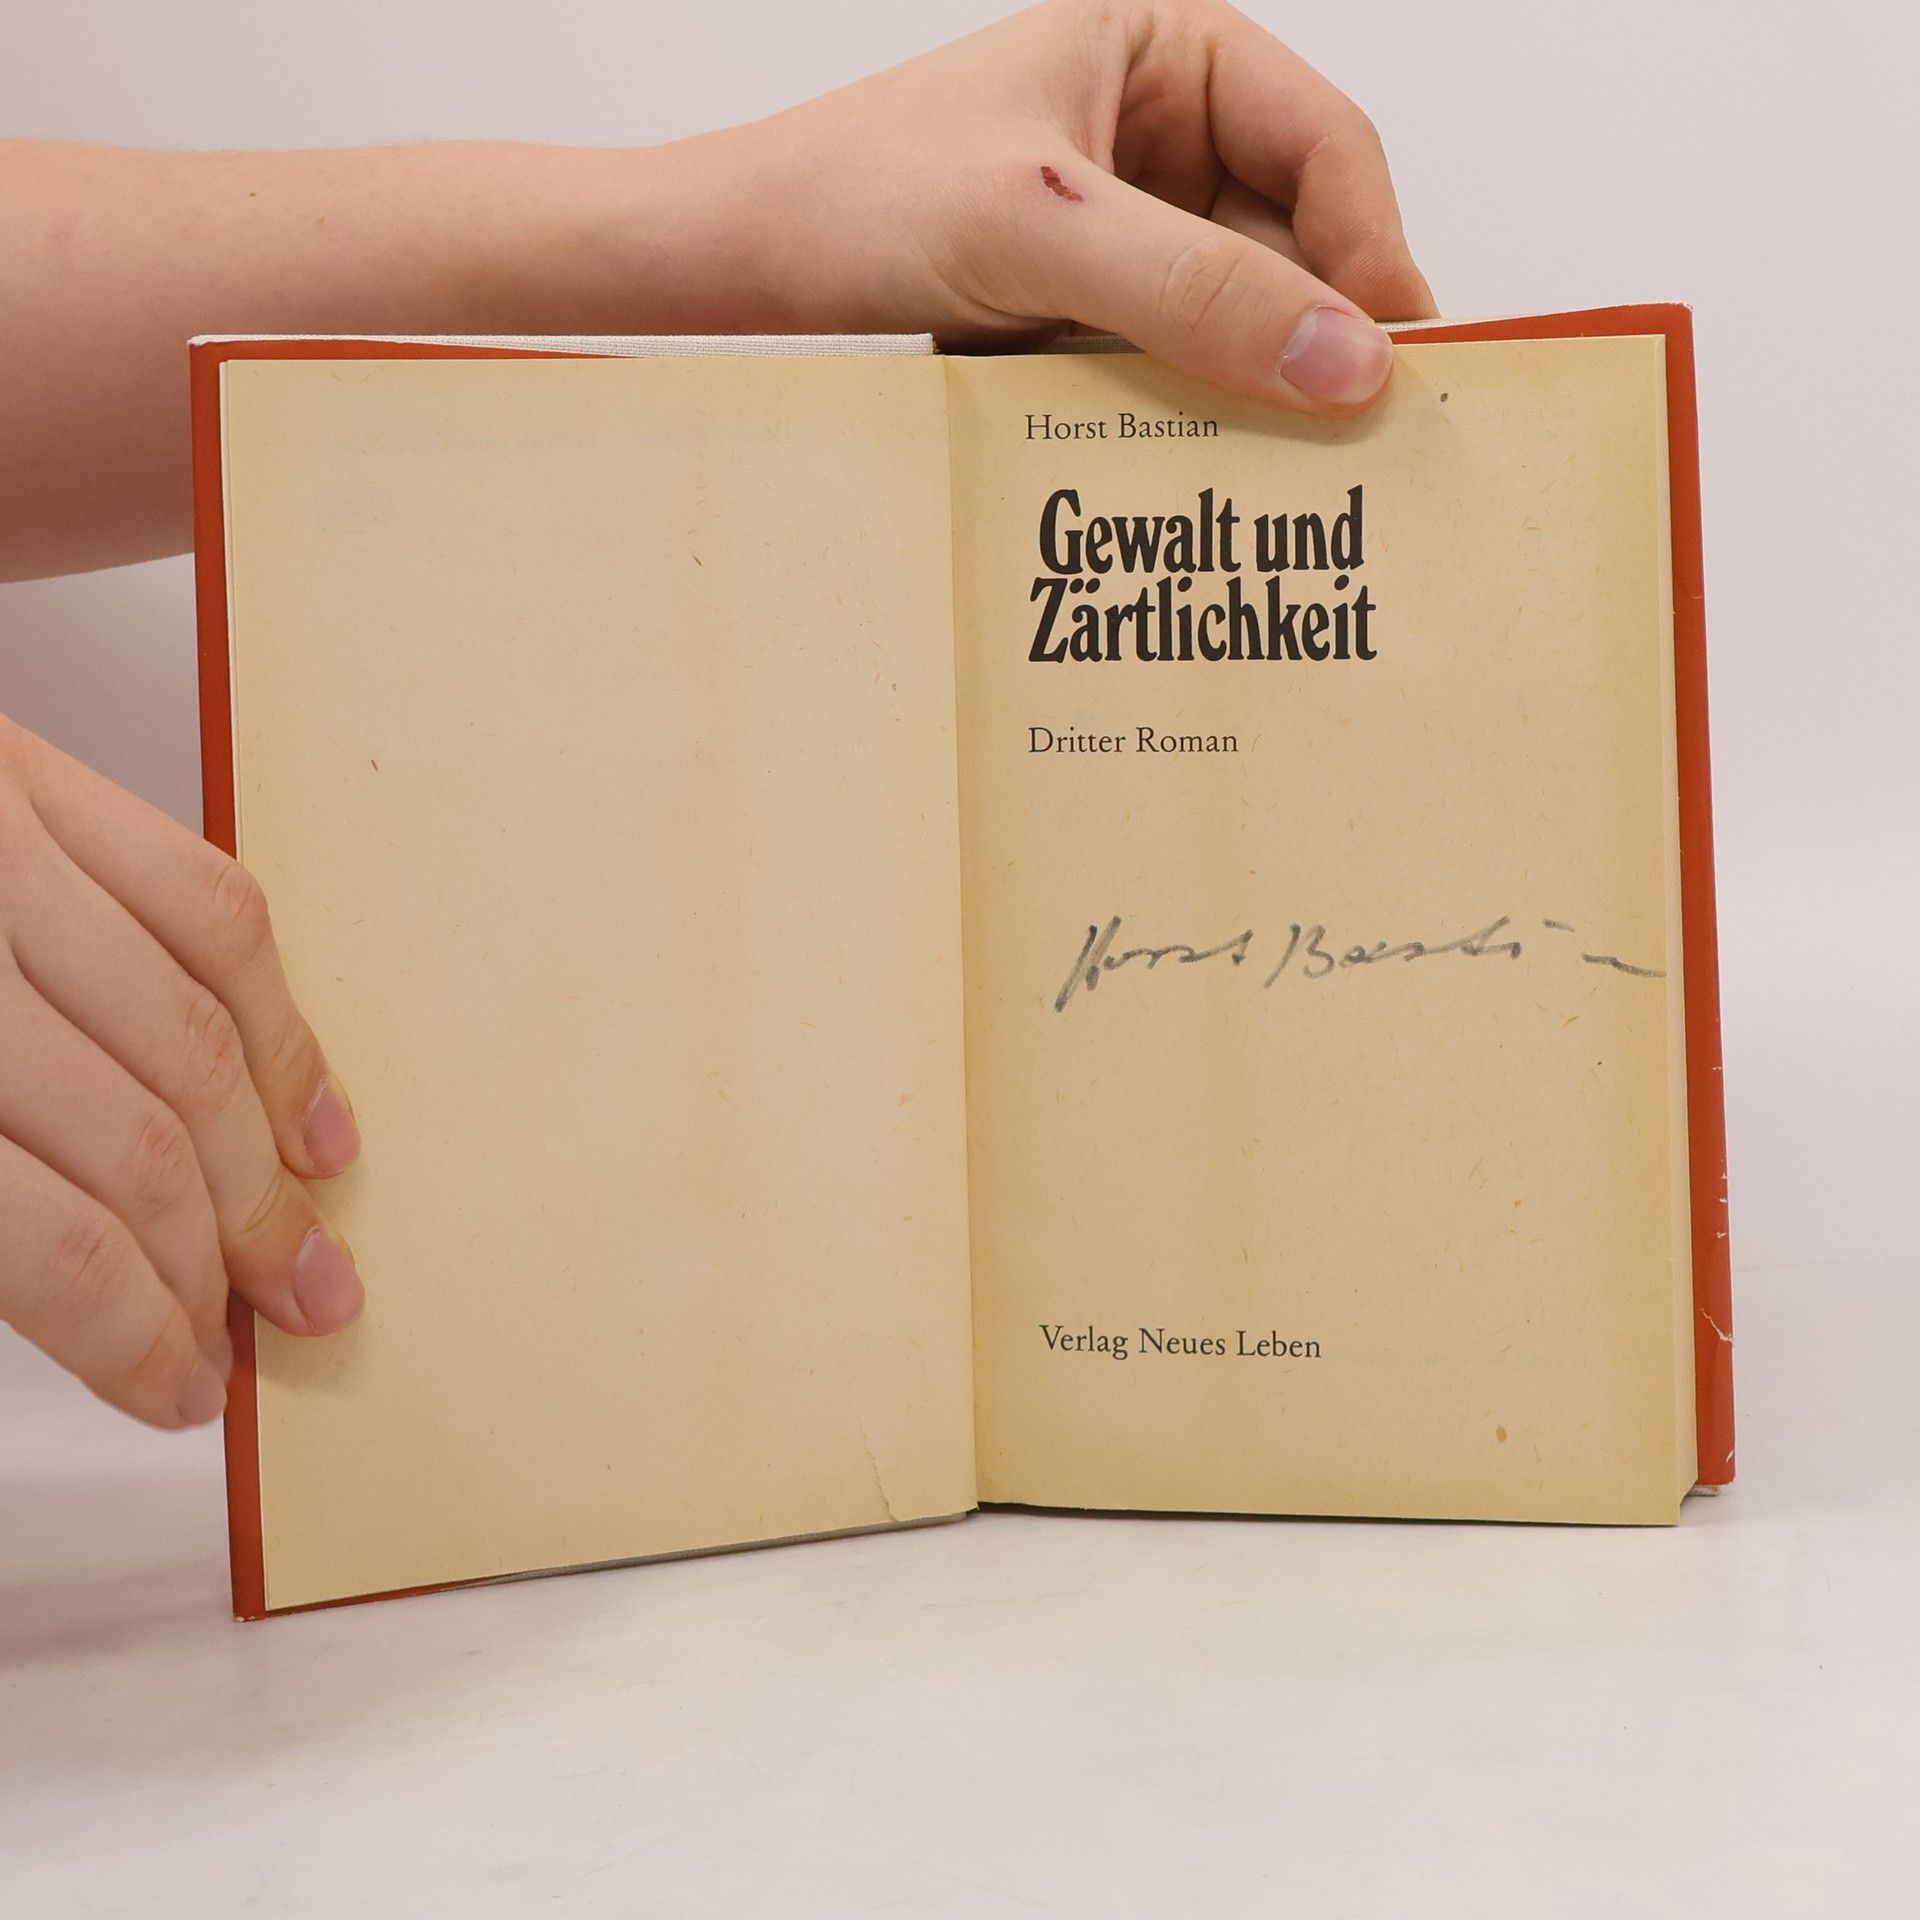 Horst Bastian
Gewalt und
Zärtlichkeit
Dritter Roman
Horst Bastian
Verlag Neues Leben